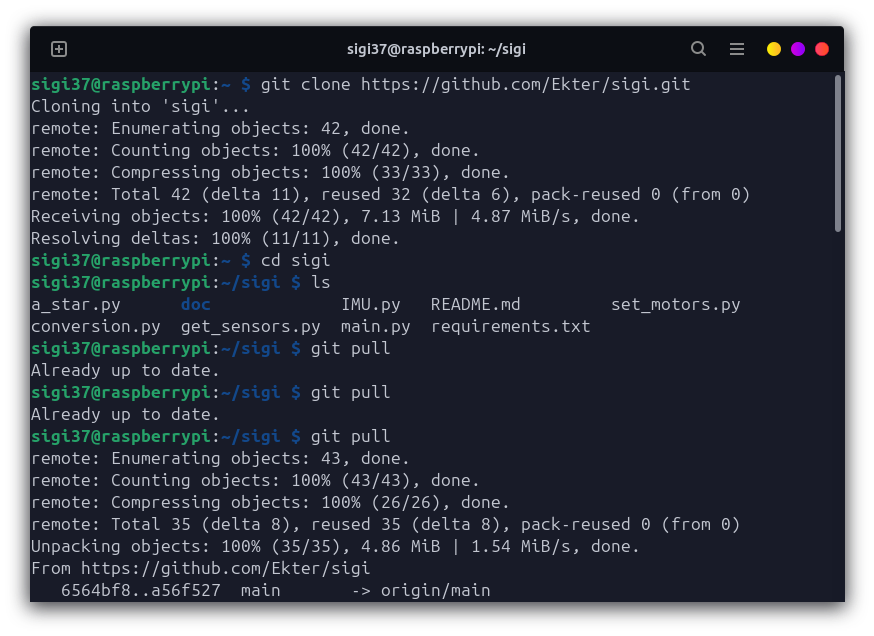 sigi37@raspberrypi: ~/sigi
sigi37@raspberrypi:~ $ git clone https://github.com/Ekter/sigi.git
Cloning into 'sigi'...
remote: Enumerating objects: 42, done.
remote: Counting objects: 100% (42/42), done.
remote: Compressing objects: 100% (33/33), done.
remote: Total 42 (delta 11), reused 32 (delta 6), pack-reused 0 (from 0)
Receiving objects: 100% (42/42), 7.13 MiB | 4.87 MiB/s, done.
Resolving deltas: 100% (11/11), done.
sigi37@raspberrypi:~ $ cd sigi
sigi37@raspberrypi:~/sigi $ ls
a_star.py      doc             IMU.py   README.md         set_motors.py
conversion.py  get_sensors.py  main.py  requirements.txt
sigi37@raspberrypi:~/sigi $ git pull
Already up to date.
sigi37@raspberrypi:~/sigi $ git pull
Already up to date.
sigi37@raspberrypi:~/sigi $ git pull
remote: Enumerating objects: 43, done.
remote: Counting objects: 100% (43/43), done.
remote: Compressing objects: 100% (26/26), done.
remote: Total 35 (delta 8), reused 35 (delta 8), pack-reused 0 (from 0)
Unpacking objects: 100% (35/35), 4.86 MiB | 1.54 MiB/s, done.
From https://github.com/Ekter/sigi
   6564bf8..a56f527  main       -> origin/main